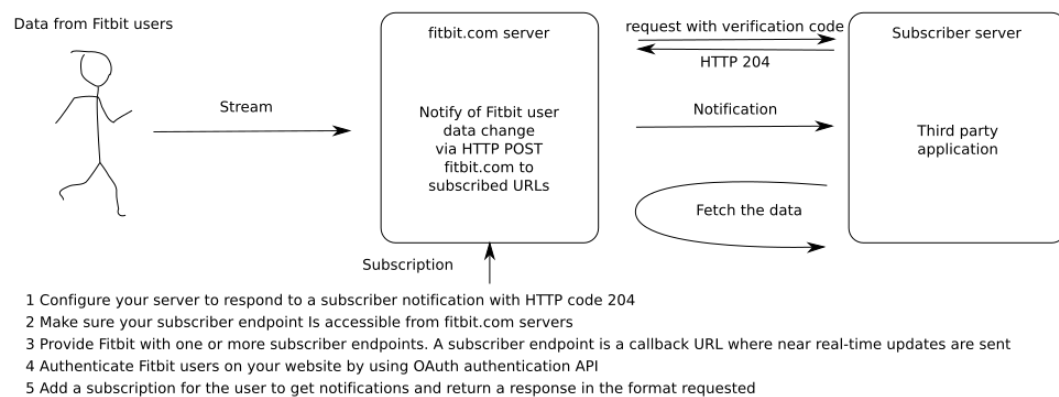 Data from Fitbit users
fitbit.com server
request with verification code
Subscriber server
HTTP 204
Stream
Notify of Fitbit user
data change
via HTTP POST
fitbit.com to
subscribed URLs
Notification
Third party
application
Fetch the data
Subscription
1 Configure your server to respond to a subscriber notification with HTTP code 204
2 Make sure your subscriber endpoint Is accessible from fitbit.com servers
3 Provide Fitbit with one or more subscriber endpoints. A subscriber endpoint is a callback URL where near real-time updates are sent
4 Authenticate Fitbit users on your website by using OAuth authentication API
5 Add a subscription for the user to get notifications and return a response in the format requested